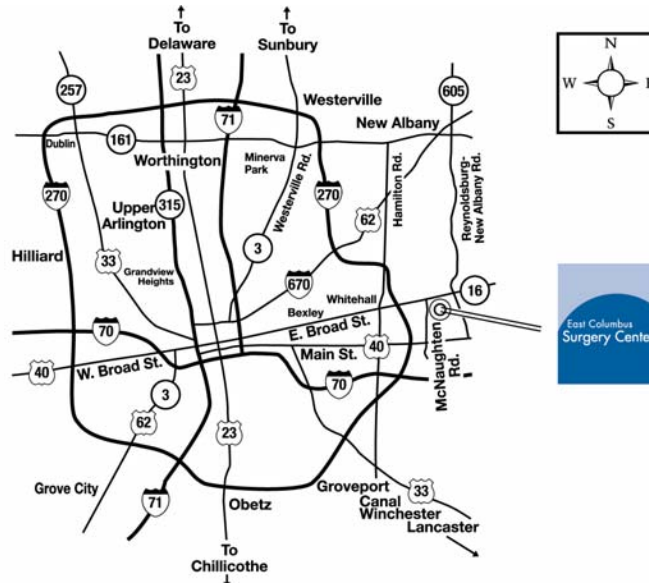 To
Delaware
To
Sunbury
23
257
71
Westerville
605
New Albany
161
Dublin
Worthington
Minerva
Park
Westerville Rd.
270
Hamilton Rd.
Reynoldsburg-
New Albany Rd.
270
Upper
Arlington
315
62
Hilliard
33
3
Grandview
Heights
670
16
Whitehall
Bexley
70
E. Broad St.
40
W. Broad St.
Main St.
40
McNaughten
Rd.
70
3
62
23
Grove City
33
71
Obetz
Groveport
Canal
Winchester
Lancaster
To
Chillicothe
N
W
S
East Columbus
Surgery Cente